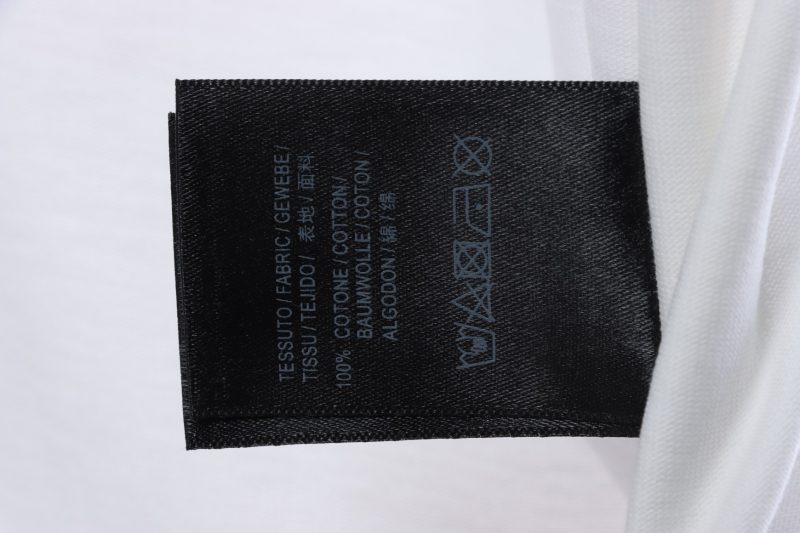 TESSUTO / FABRIC / GEWEBE /
TISSU / TEJIDO / 表地 / 面料
100% COTONE / COTTON /
BAUMWOLLE / COTON /
ALGODON / 綿 / 绵